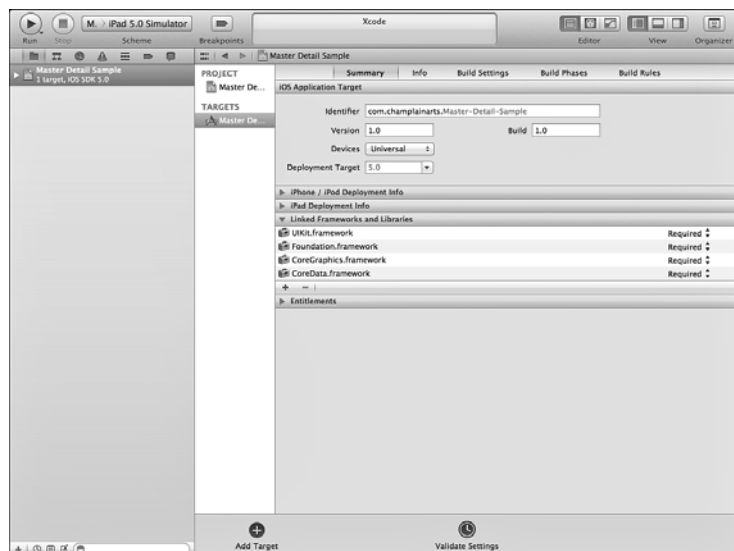 Xcode
M. › iPad 5.0 Simulator
Run Stop Scheme Breakpoints Editor View Organizer
Master Detail Sample
1 target, iOS SDK 5.0
Master Detail Sample
PROJECT
Master De...
TARGETS
Master De...
Summary Info Build Settings Build Phases Build Rules
iOS Application Target
Identifier com.champlainarts.Master-Detail-Sample
Version 1.0 Build 1.0
Devices Universal
Deployment Target 5.0
iPhone / iPod Deployment Info
iPad Deployment Info
Linked Frameworks and Libraries
UIKit.framework Required
Foundation.framework Required
CoreGraphics.framework Required
CoreData.framework Required
Entitlements
Add Target Validate Settings